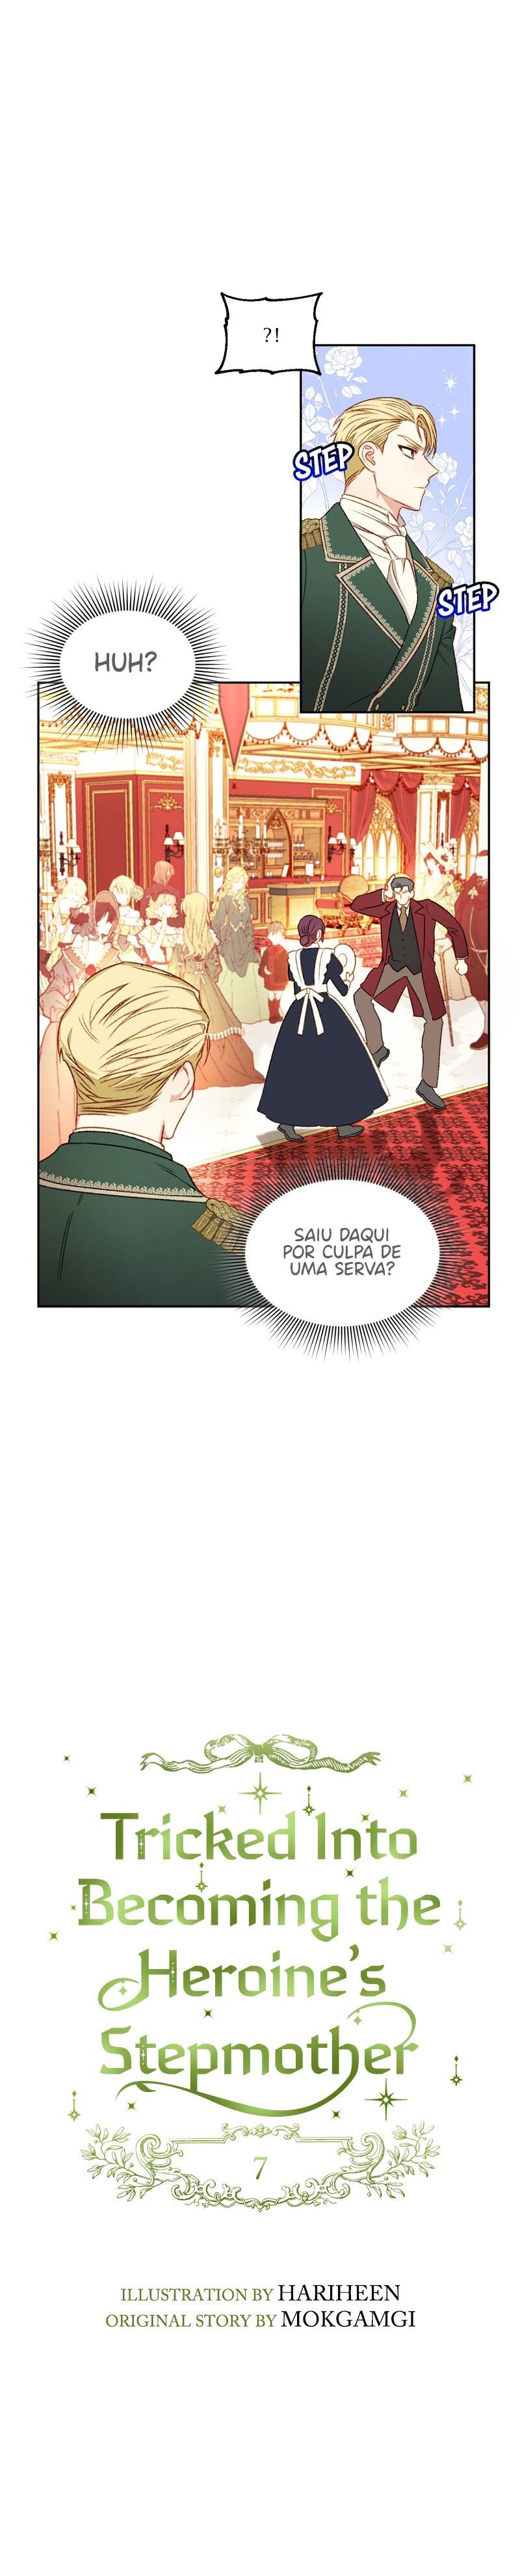 ?!
STEP
STEP
HUH?
SAIU DAQUI
POR CULPA DE
UMA SERVA?
Tricked Into
Becoming the
Heroine's
Stepmother
7
ILLUSTRATION BY HARIHEEN
ORIGINAL STORY BY MOKGAMGI